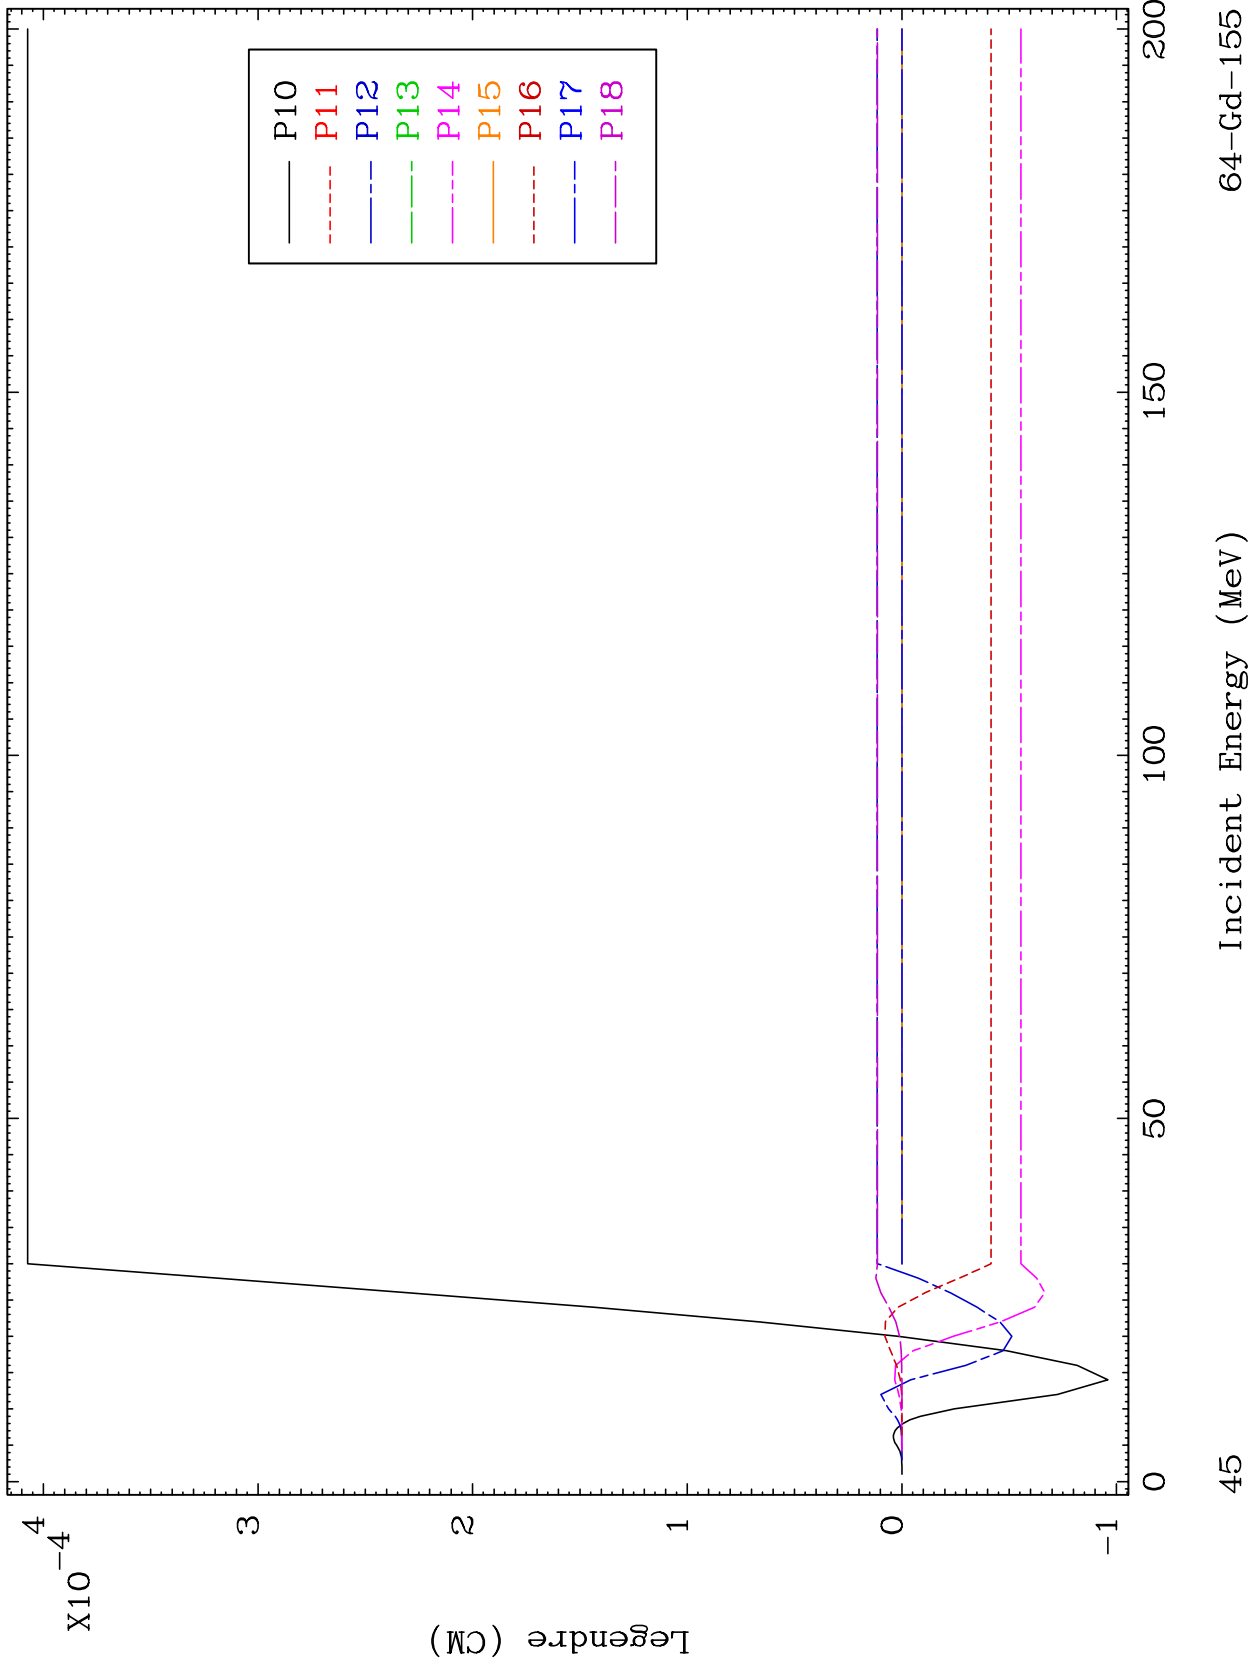 X10-4
4
3
2
1
0
-1
Legendre (CM)
P10
P11
P12
P13
P14
P15
P16
P17
P18
0
50
100
150
200
Incident Energy (MeV)
45
64-Gd-155